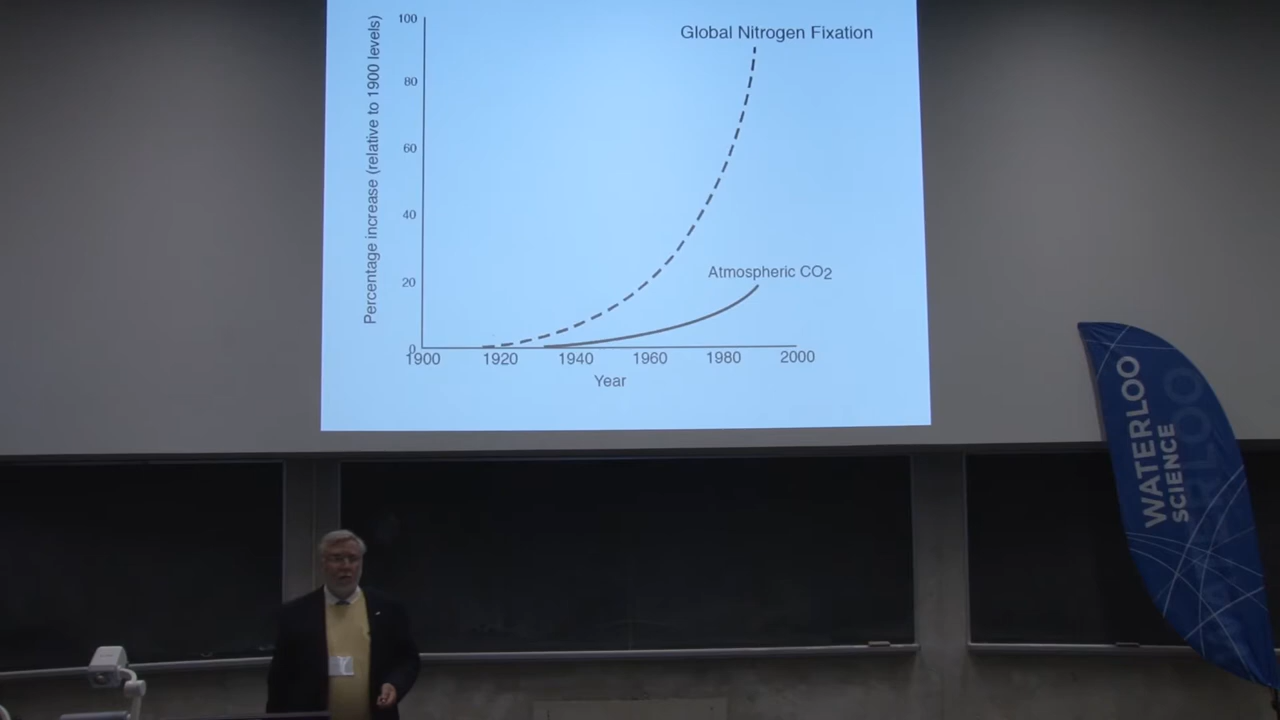 Global Nitrogen Fixation
Percentage increase (relative to 1900 levels)
100
80
60
40
20
0
Atmospheric CO2
1900 1920 1940 1960 1980 2000
Year
WATERLOO
SCIENCE